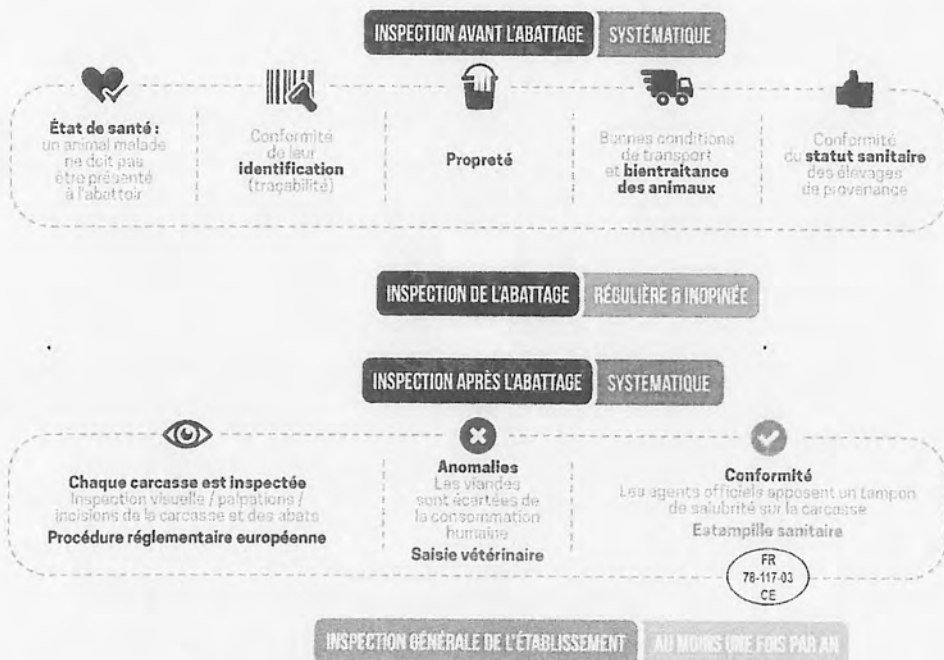 INSPECTION AVANT L'ABATTAGE SYSTÉMATIQUE
État de santé :
un animal malade
ne doit pas
être présenté
à l'abattoir
Conformité
de leur
identification
(traçabilité)
Propreté
Bonnes conditions
de transport
et bientraitance
des animaux
Conformité
du statut sanitaire
des élevages
de provenance
INSPECTION DE L'ABATTAGE RÉGULIÈRE & INOPINÉE
INSPECTION APRÈS L'ABATTAGE SYSTÉMATIQUE
Chaque carcasse est inspectée
Inspection visuelle / palpations /
incisions de la carcasse et des abats
Procédure réglementaire européenne
Anomalies
Les viandes
sont écartées de
la consommation
humaine
Saisie vétérinaire
Conformité
Les agents officiels apposent un tampon
de salubrité sur la carcasse
Estampille sanitaire
FR
78-117-03
CE
INSPECTION GÉNÉRALE DE L'ÉTABLISSEMENT AU MOINS UNE FOIS PAR AN